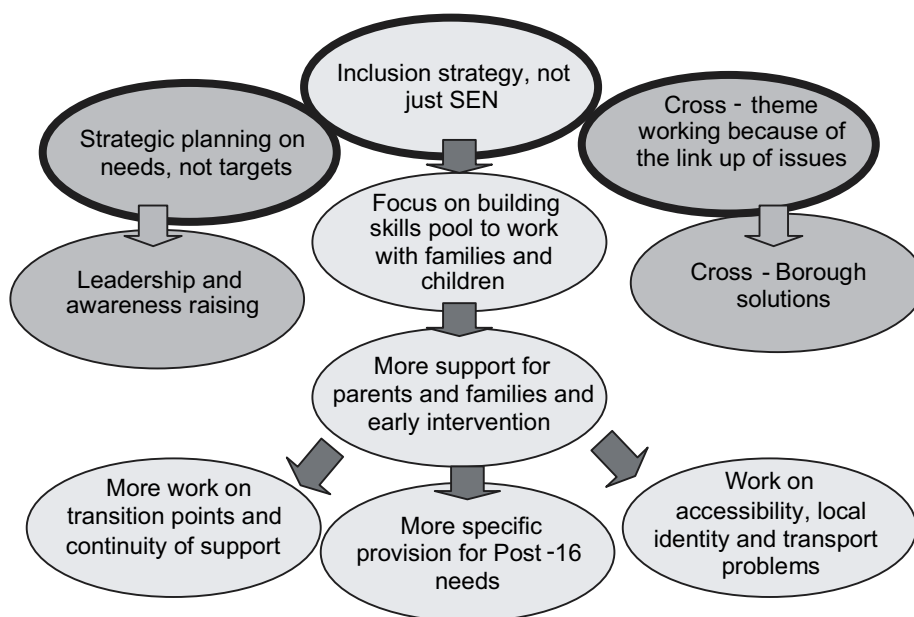 Inclusion strategy, not
just SEN
Strategic planning on
needs, not targets
Cross - theme
working because of
the link up of issues
Focus on building
skills pool to work
with families and
children
Leadership and
awareness raising
Cross - Borough
solutions
More support for
parents and families and
early intervention
More work on
transition points and
continuity of support
More specific
provision for Post -16
needs
Work on
accessibility, local
identity and transport
problems